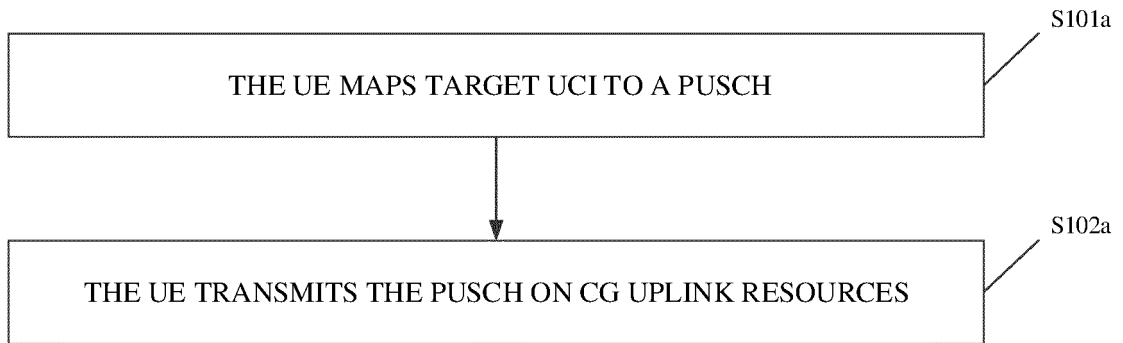 S101a
THE UE MAPS TARGET UCI TO A PUSCH
S102a
THE UE TRANSMITS THE PUSCH ON CG UPLINK RESOURCES